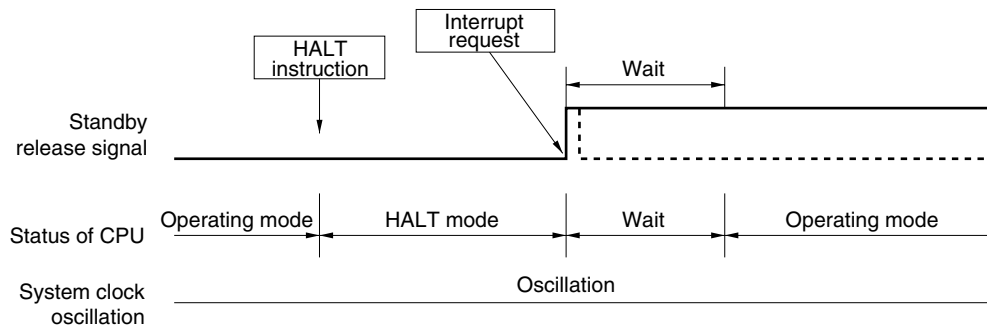 HALT
instruction
Interrupt
request
Wait
Standby
release signal
Status of CPU
Operating mode
HALT mode
Wait
Operating mode
System clock
oscillation
Oscillation